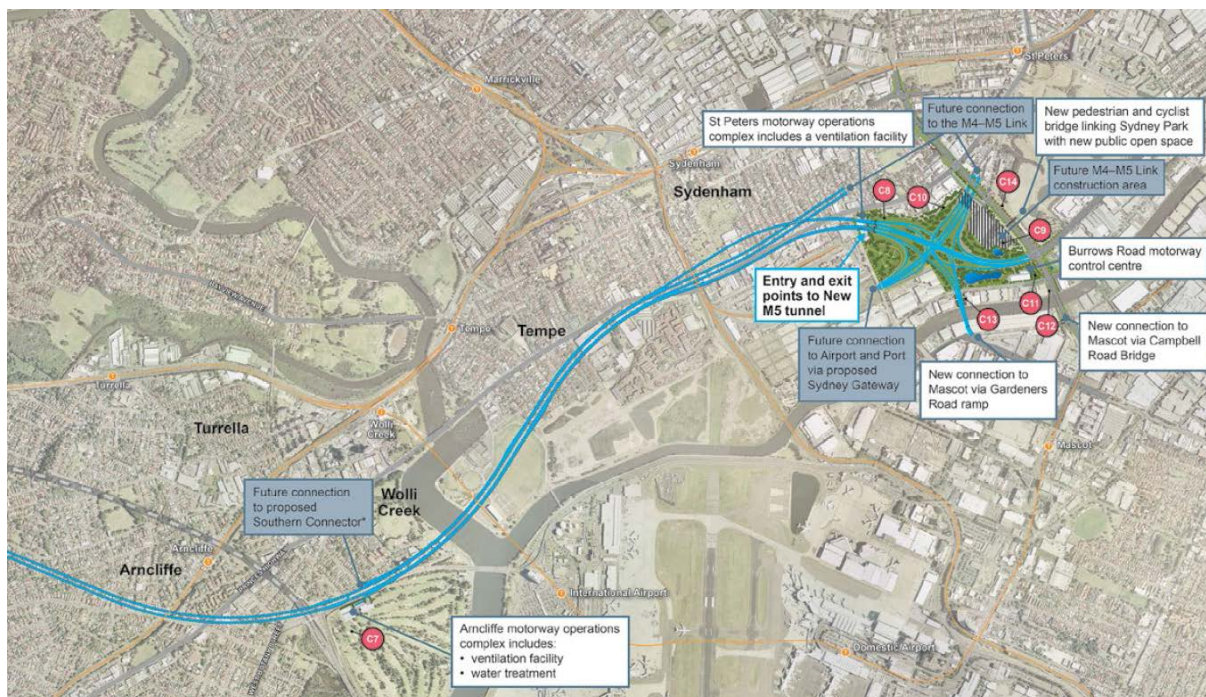 St Peters
Marrickville
Future connection
to the M4–M5 Link
New pedestrian and cyclist
bridge linking Sydney Park
with new public open space
St Peters motorway operations
complex includes a ventilation facility
Sydenham
Sydenham
Future M4–M5 Link
construction area
C14
C8
C10
C9
Burrows Road motorway
control centre
Entry and exit
points to New
M5 tunnel
C11
C13
C12
Tempe
Tempe
Future connection
to Airport and Port
via proposed
Sydney Gateway
New connection to
Mascot via Campbell
Road Bridge
New connection to
Mascot via Gardeners
Road ramp
Turrella
Turrella
Wolli
Creek
Mascot
Wolli
Creek
Future connection
to proposed
Southern Connector*
Arncliffe
Arncliffe
International Airport
C7
Arncliffe motorway operations
complex includes:
• ventilation facility
• water treatment
Domestic Airport